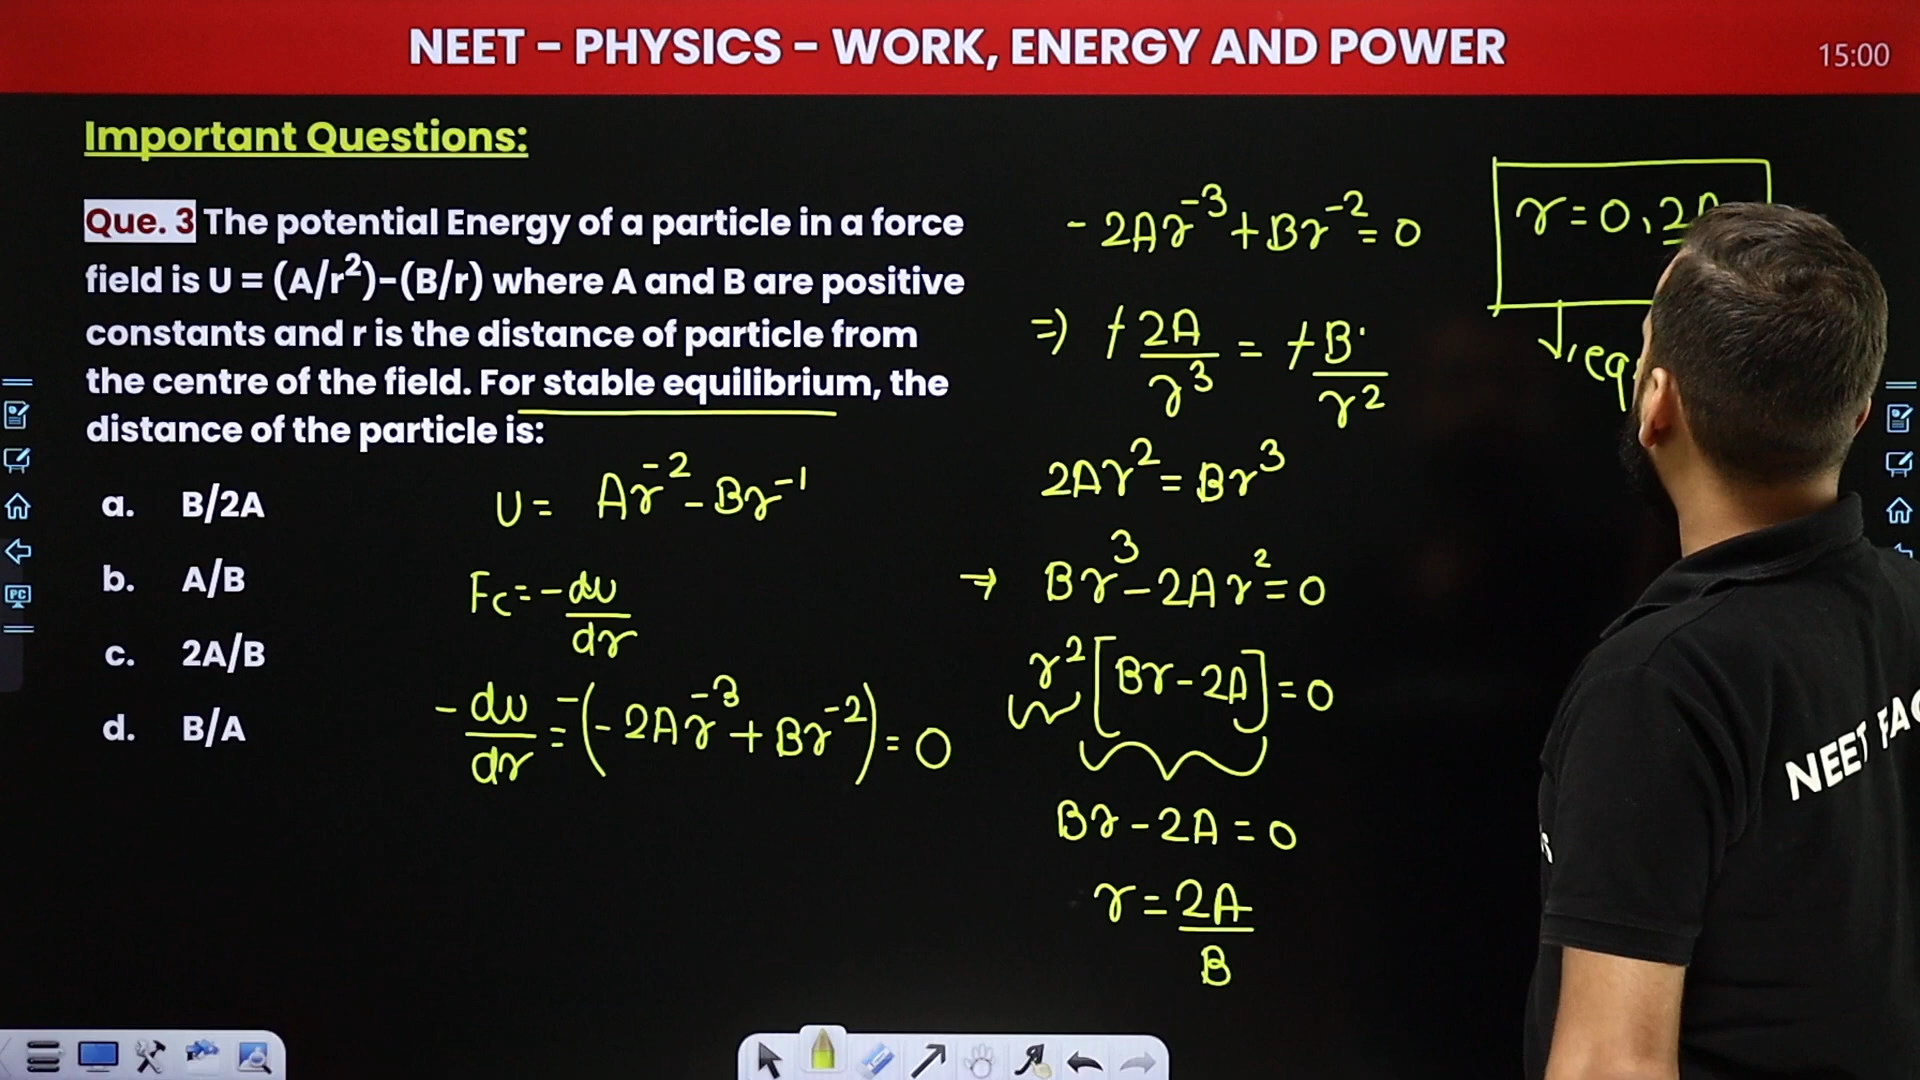 NEET - PHYSICS - WORK, ENERGY AND POWER
15:00
Important Questions:
Que. 3 The potential Energy of a particle in a force
field is U = (A/r²)-(B/r) where A and B are positive
constants and r is the distance of particle from
the centre of the field. For stable equilibrium, the
distance of the particle is:
a. B/2A
b. A/B
c. 2A/B
d. B/A
U = Ar⁻² - Br⁻¹
Fc = - dU/dr
- dU/dr = -(-2Ar⁻³ + Br⁻²) = 0
- 2Ar⁻³ + Br⁻² = 0
⇒ + 2A/r³ = + B/r²
2Ar² = Br³
⇒ Br³ - 2Ar² = 0
r² [Br - 2A] = 0
Br - 2A = 0
r = 2A/B
r = 0, 2A
NEET
PC